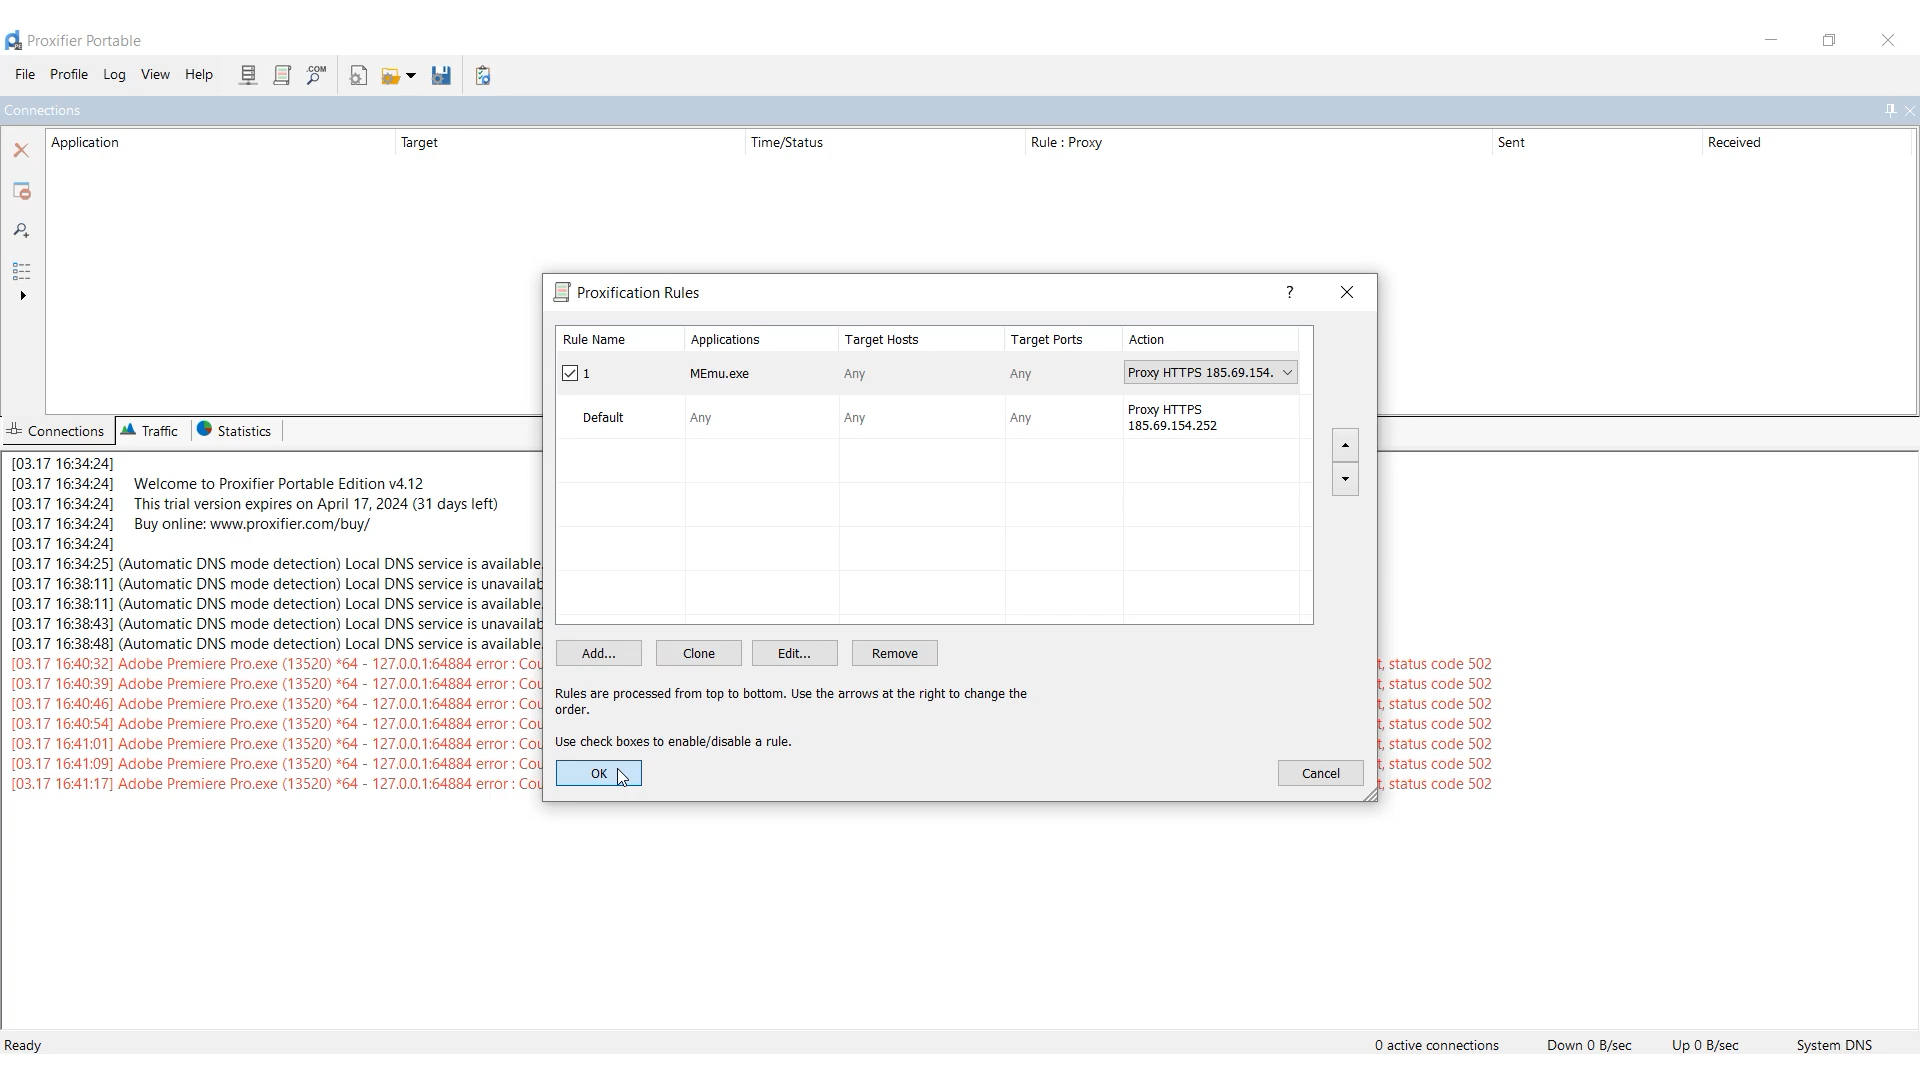 Proxifier Portable
File Profile Log View Help .COM
Connections
Application Target Time/Status Rule : Proxy Sent Received
Proxification Rules ?
Rule Name Applications Target Hosts Target Ports Action
1 MEmu.exe Any Any Proxy HTTPS 185.69.154.
Default Any Any Any Proxy HTTPS
185.69.154.252
Connections Traffic Statistics
[03.17 16:34:24]
[03.17 16:34:24] Welcome to Proxifier Portable Edition v4.12
[03.17 16:34:24] This trial version expires on April 17, 2024 (31 days left)
[03.17 16:34:24] Buy online: www.proxifier.com/buy/
[03.17 16:34:24]
[03.17 16:34:25] (Automatic DNS mode detection) Local DNS service is available.
[03.17 16:38:11] (Automatic DNS mode detection) Local DNS service is unavailab
[03.17 16:38:11] (Automatic DNS mode detection) Local DNS service is available.
[03.17 16:38:43] (Automatic DNS mode detection) Local DNS service is unavailab
[03.17 16:38:48] (Automatic DNS mode detection) Local DNS service is available.
[03.17 16:40:32] Adobe Premiere Pro.exe (13520) *64 - 127.0.0.1:64884 error : Cou t, status code 502
[03.17 16:40:39] Adobe Premiere Pro.exe (13520) *64 - 127.0.0.1:64884 error : Cou t, status code 502
[03.17 16:40:46] Adobe Premiere Pro.exe (13520) *64 - 127.0.0.1:64884 error : Cou t, status code 502
[03.17 16:40:54] Adobe Premiere Pro.exe (13520) *64 - 127.0.0.1:64884 error : Cou t, status code 502
[03.17 16:41:01] Adobe Premiere Pro.exe (13520) *64 - 127.0.0.1:64884 error : Cou t, status code 502
[03.17 16:41:09] Adobe Premiere Pro.exe (13520) *64 - 127.0.0.1:64884 error : Cou t, status code 502
[03.17 16:41:17] Adobe Premiere Pro.exe (13520) *64 - 127.0.0.1:64884 error : Cou t, status code 502
Add... Clone Edit... Remove
Rules are processed from top to bottom. Use the arrows at the right to change the
order.
Use check boxes to enable/disable a rule.
OK Cancel
Ready 0 active connections Down 0 B/sec Up 0 B/sec System DNS